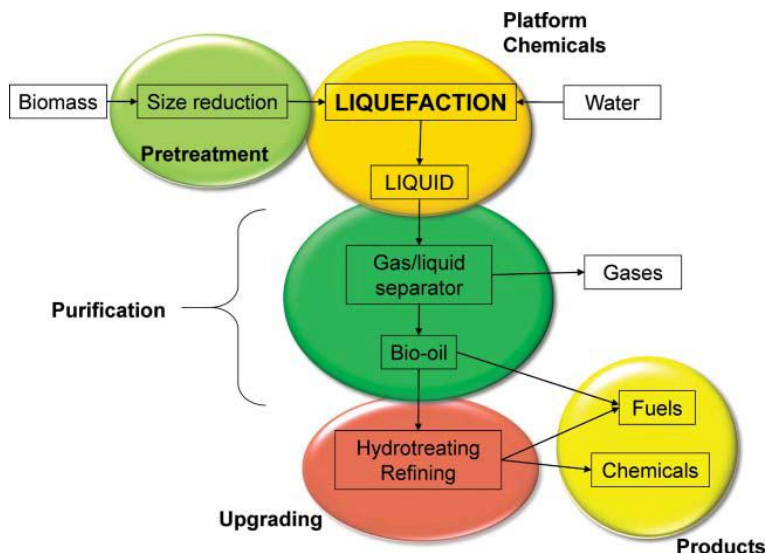 Platform
Chemicals
Biomass
Size reduction
LIQUEFACTION
Water
Pretreatment
LIQUID
Gas/liquid
separator
Gases
Purification
Bio-oil
Fuels
Hydrotreating
Refining
Chemicals
Upgrading
Products